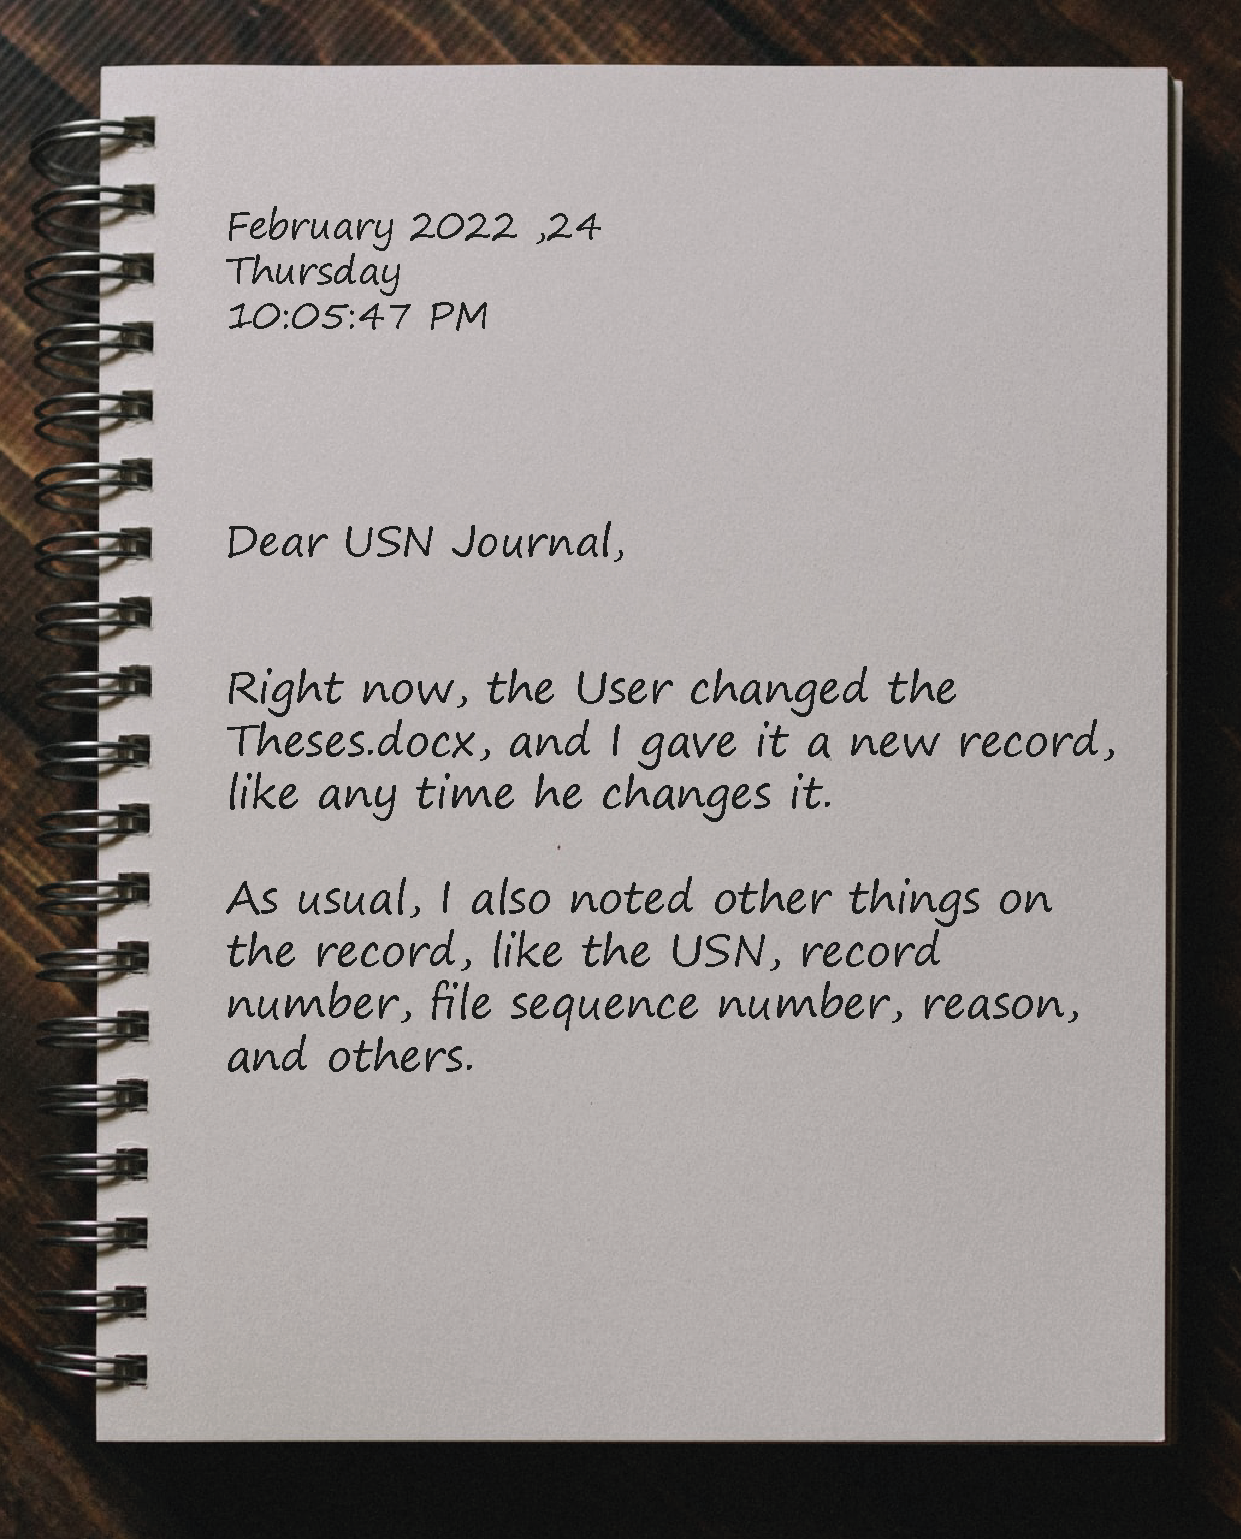 February 2022 ,24
Thursday
10:05:47 PM
Dear USN Journal,
Right now, the User changed the
Theses.docx, and I gave it a new record,
like any time he changes it.
As usual, I also noted other things on
the record, like the USN, record
number, file sequence number, reason,
and others.